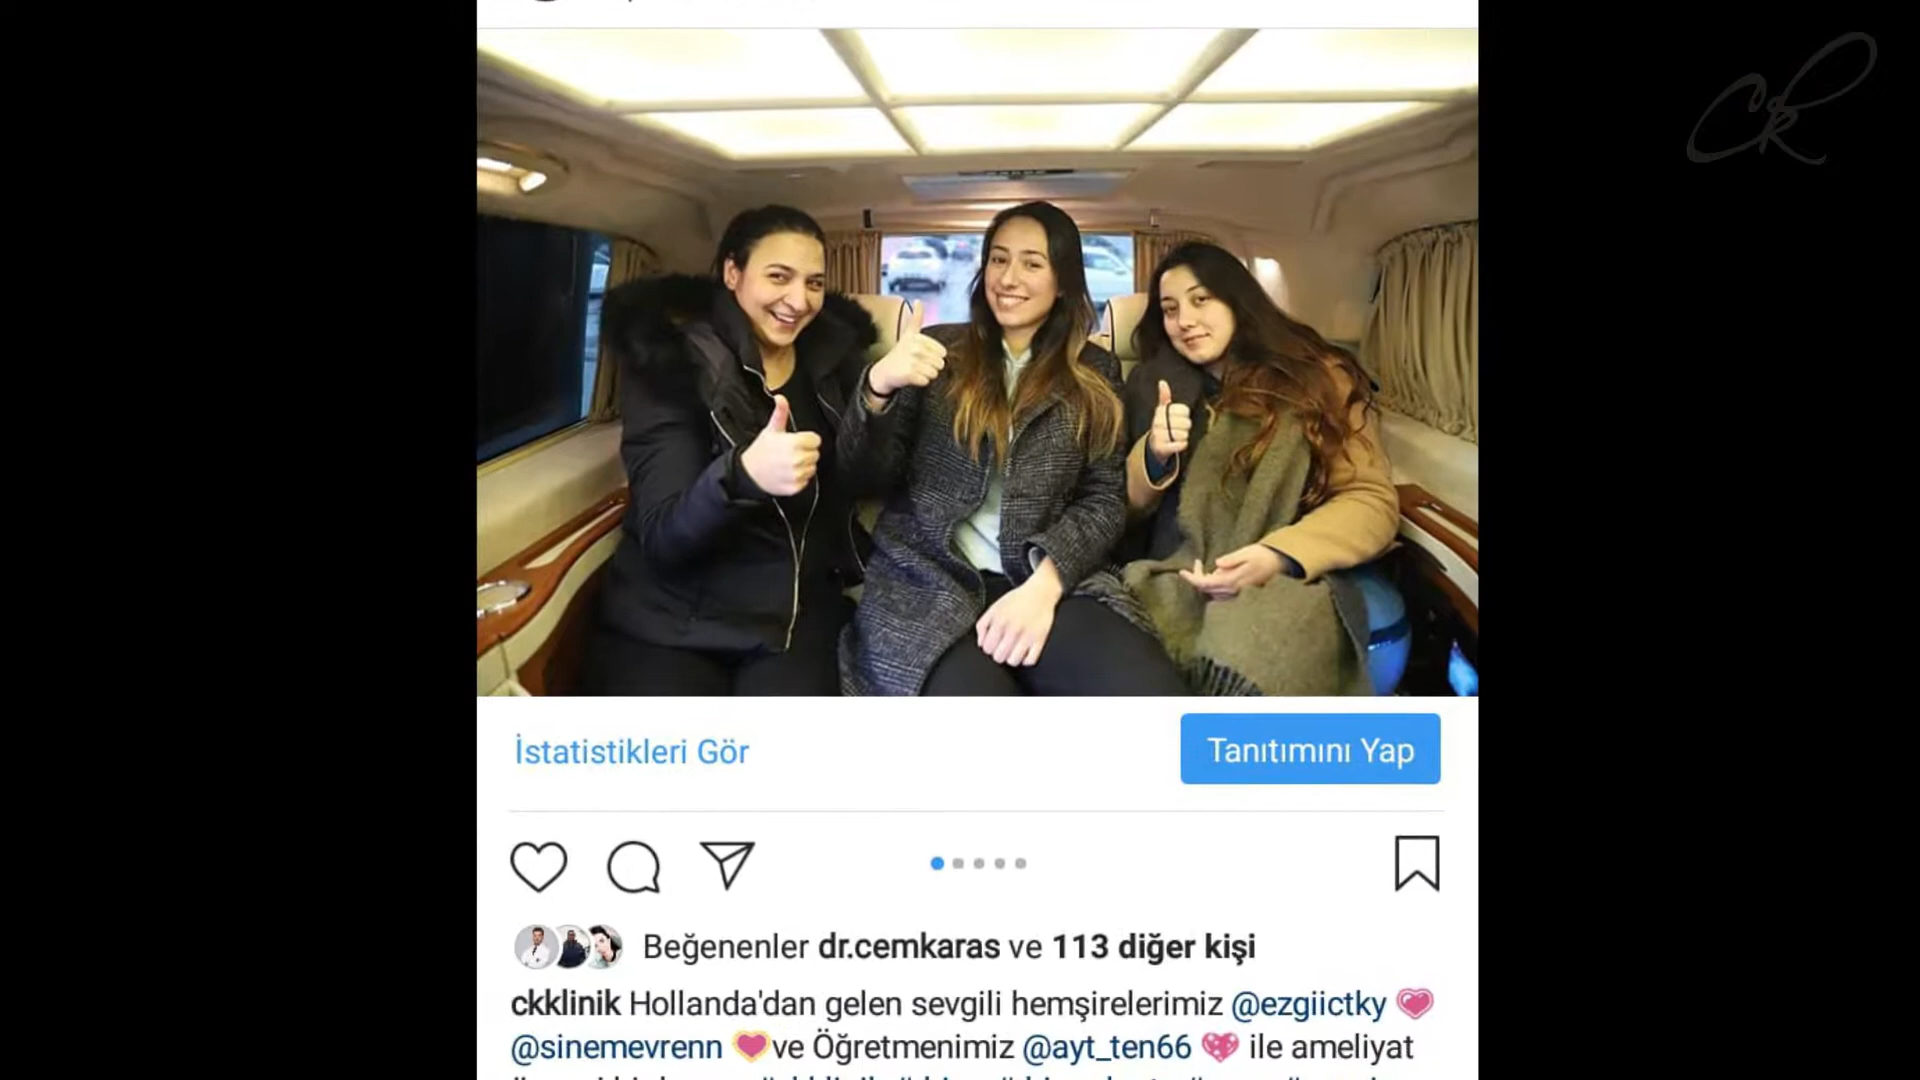 CK
İstatistikleri Gör
Tanıtımını Yap
Beğenenler dr.cemkaras ve 113 diğer kişi
ckklinik Hollanda'dan gelen sevgili hemşirelerimiz @ezgiictky 💗
@sinemevrenn 💗ve Öğretmenimiz @ayt_ten66 💖 ile ameliyat